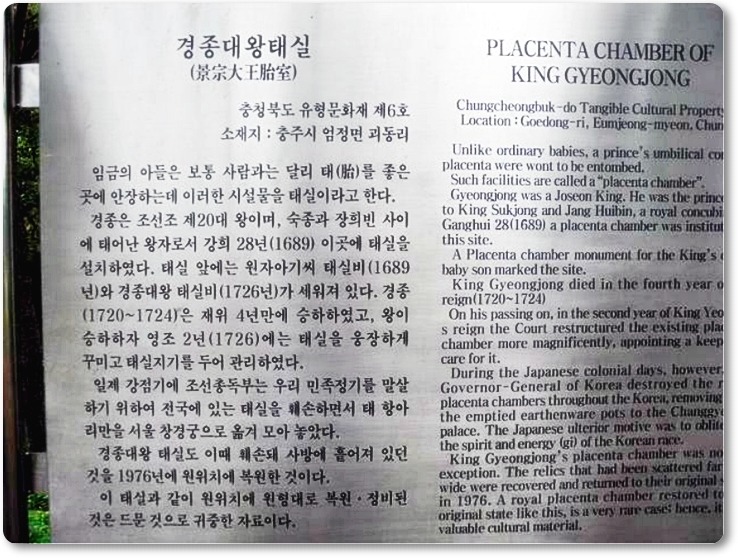 경종대왕태실
(景宗大王胎室)
충청북도 유형문화재 제6호
소재지 : 충주시 엄정면 괴동리
임금의 아들은 보통 사람과는 달리 태(胎)를 좋은
곳에 안장하는데 이러한 시설물을 태실이라고 한다.
경종은 조선조 제20대 왕이며, 숙종과 장희빈 사이
에 태어난 왕자로서 강희 28년(1689) 이곳에 태실을
설치하였다. 태실 앞에는 원자아기씨 태실비(1689
년)와 경종대왕 태실비(1726년)가 세워져 있다. 경종
(1720~1724)은 재위 4년만에 승하하였고, 왕이
승하하자 영조 2년(1726)에는 태실을 웅장하게
꾸미고 태실지기를 두어 관리하였다.
일제 강점기에 조선총독부는 우리 민족정기를 말살
하기 위하여 전국에 있는 태실을 훼손하면서 태 항아
리만을 서울 창경궁으로 옮겨 모아 놓았다.
경종대왕 태실도 이때 훼손돼 사방에 흩어져 있던
것을 1976년에 원위치에 복원한 것이다.
이 태실과 같이 원위치에 원형대로 복원·정비된
것은 드문 것으로 귀중한 자료이다.
PLACENTA CHAMBER OF
KING GYEONGJONG
Chungcheongbuk-do Tangible Cultural Property
Location : Goedong-ri, Eumjeong-myeon, Chun
Unlike ordinary babies, a prince's umbilical co
placenta were wont to be entombed.
Such facilities are called a "placenta chamber".
Gyeongjong was a Joseon King. He was the princ
to King Sukjong and Jang Huibin, a royal concubi
Ganghui 28(1689) a placenta chamber was institut
this site.
A Placenta chamber monument for the King's
baby son marked the site.
King Gyeongjong died in the fourth year o
reign(1720~1724)
On his passing on, in the second year of King Yeo
s reign the Court restructured the existing plac
chamber more magnificently, appointing a keep
care for it.
During the Japanese colonial days, however,
Governor-General of Korea destroyed the r
placenta chambers throughout the Korea, removing
the emptied earthenware pots to the Changgye
palace. The Japanese ulterior motive was to oblite
the spirit and energy (gi) of the Korean race.
King Gyeongjong's placenta chamber was no
exception. The relics that had been scattered far
wide were recovered and returned to their original
in 1976. A royal placenta chamber restored to
original state like this, is a very rare case; hence, it
valuable cultural material.